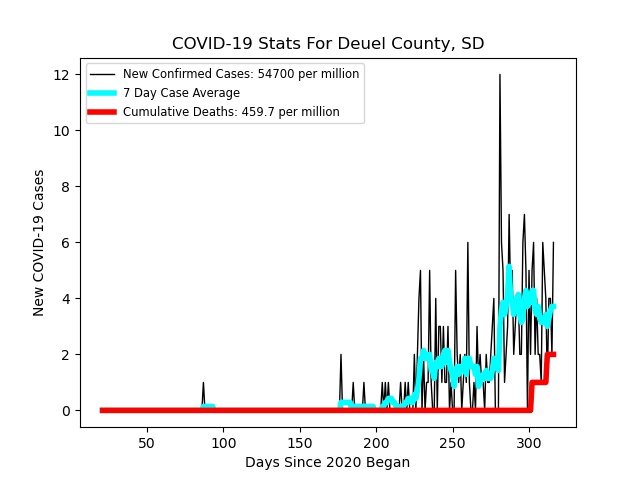 COVID-19 Stats For Deuel County, SD
New Confirmed Cases: 54700 per million
7 Day Case Average
Cumulative Deaths: 459.7 per million
New COVID-19 Cases
12
10
8
6
4
2
0
50 100 150 200 250 300
Days Since 2020 Began